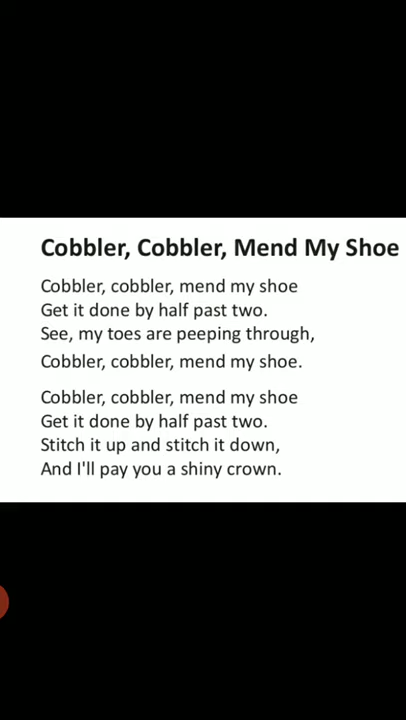 Cobbler, Cobbler, Mend My Shoe
Cobbler, cobbler, mend my shoe
Get it done by half past two.
See, my toes are peeping through,
Cobbler, cobbler, mend my shoe.
Cobbler, cobbler, mend my shoe
Get it done by half past two.
Stitch it up and stitch it down,
And I'll pay you a shiny crown.